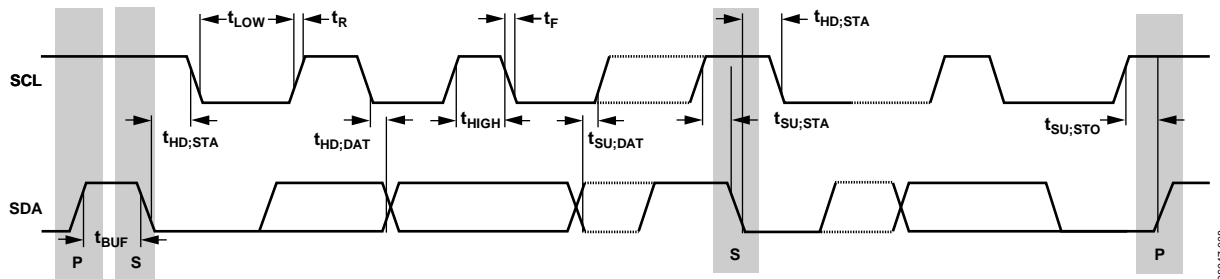 tLOW
tR
tF
tHD;STA
SCL
tHD;STA
tHD;DAT
tHIGH
tSU;DAT
tSU;STA
tSU;STO
SDA
tBUF
P
S
S
P